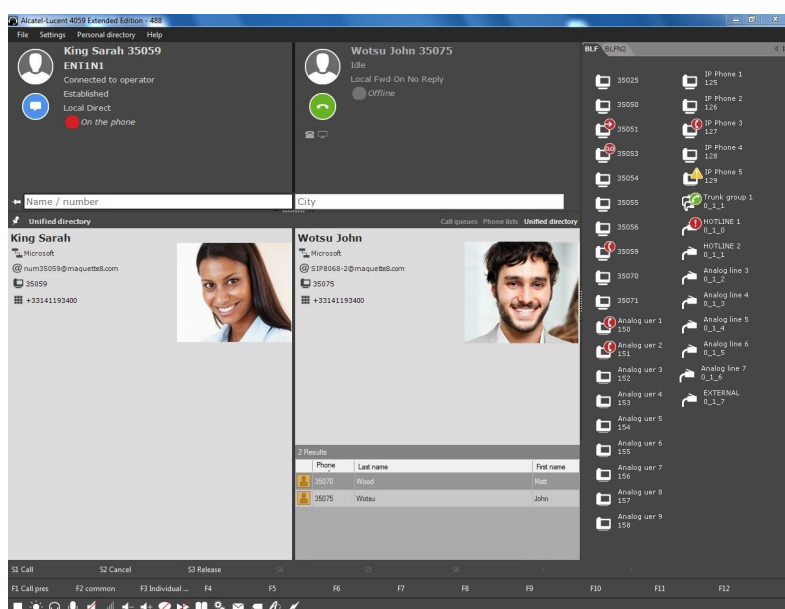 Alcatel-Lucent 4059 Extended Edition - 488
File Settings Personal directory Help
King Sarah 35059
ENT1N1
Connected to operator
Established
Local Direct
On the phone
Wotsu John 35075
Idle
Local Fwd On No Reply
Offline
Name / number
City
Unified directory
Call queues Phone lists Unified directory
King Sarah
Microsoft
@ num35059@maquette8.com
35059
+33141193400
Wotsu John
Microsoft
@ SIP8068-2@maquette8.com
35075
+33141193400
2 Results
Phone Last name First name
35070 Wood Matt
35075 Wotsu John
BLF BLFN2
35025
35050
35051
35053
35054
35055
35056
35059
35070
35071
Analog uer 1
150
Analog uer 2
151
Analog uer 3
152
Analog uer 4
153
Analog uer 5
154
Analog uer 6
155
Analog uer 7
156
Analog uer 8
157
Analog uer 9
158
IP Phone 1
125
IP Phone 2
126
IP Phone 3
127
IP Phone 4
128
IP Phone 5
129
Trunk group 1
0_1_1
HOTLINE 1
0_1_0
HOTLINE 2
0_1_1
Analog line 3
0_1_2
Analog line 4
0_1_3
Analog line 5
0_1_4
Analog line 6
0_1_5
Analog line 7
0_1_6
EXTERNAL
0_1_7
S1 Call S2 Cancel S3 Release S4 S5 S6
F1 Call pres F2 common F3 Individual ... F4 F5 F6 F7 F8 F9 F10 F11 F12